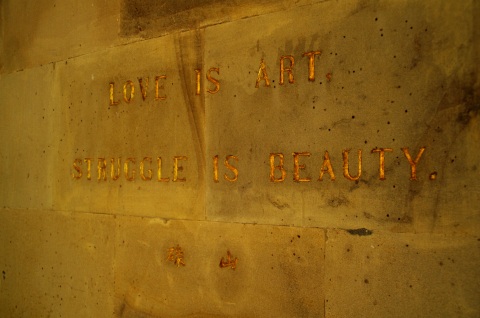 LOVE IS ART,
STRUGGLE IS BEAUTY.